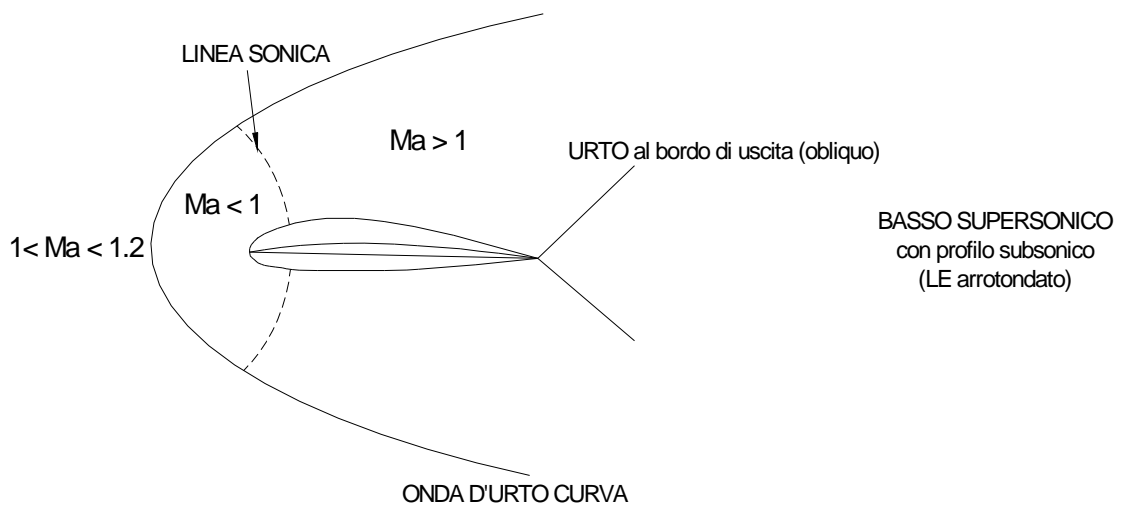 LINEA SONICA
Ma > 1
URTO al bordo di uscita (obliquo)
Ma < 1
1< Ma < 1.2
BASSO SUPERSONICO
con profilo subsonico
(LE arrotondato)
ONDA D'URTO CURVA